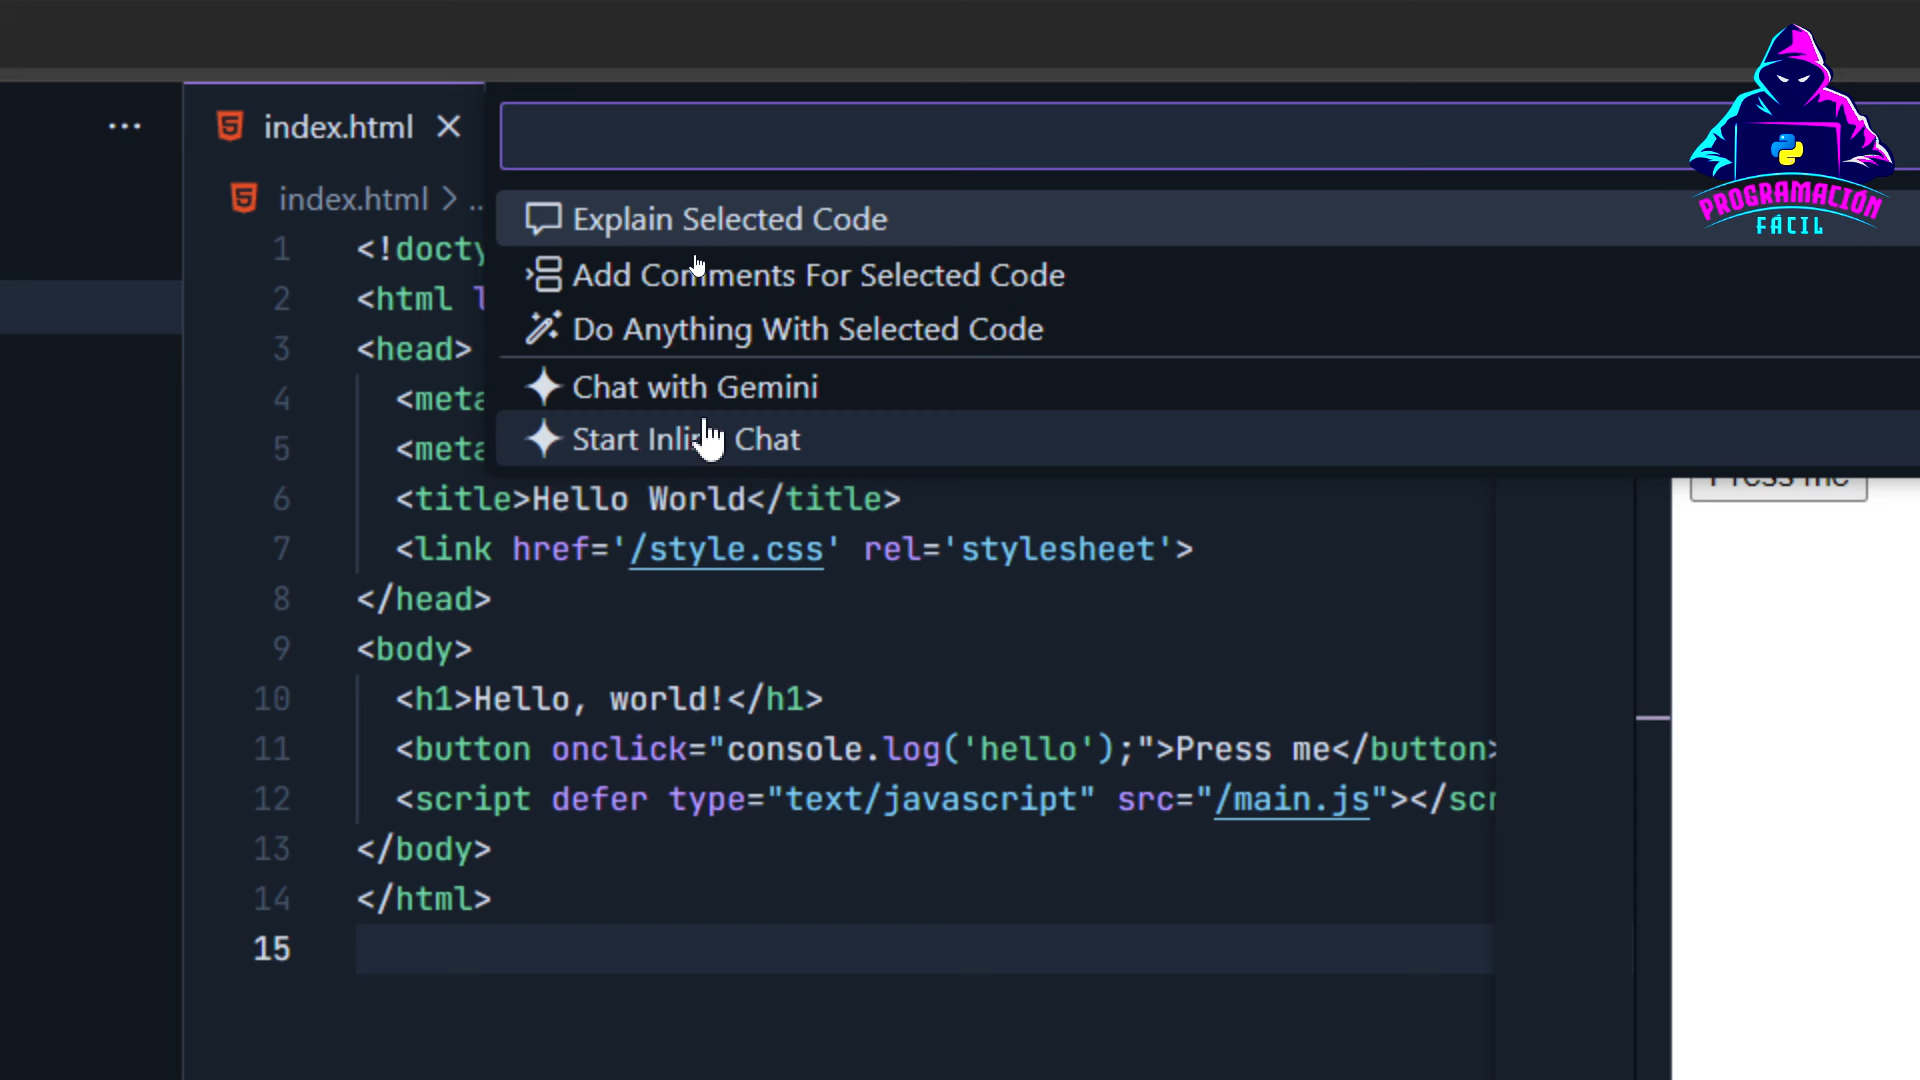 index.html
index.html > ..
Explain Selected Code
Add Comments For Selected Code
Do Anything With Selected Code
Chat with Gemini
Start Inline Chat
PROGRAMACIÓN
FÁCIL
Press me
1 <!docty
2 <html l
3 <head>
4 <meta
5 <meta
6 <title>Hello World</title>
7 <link href='/style.css' rel='stylesheet'>
8 </head>
9 <body>
10 <h1>Hello, world!</h1>
11 <button onclick="console.log('hello');">Press me</button>
12 <script defer type="text/javascript" src="/main.js"></scr
13 </body>
14 </html>
15